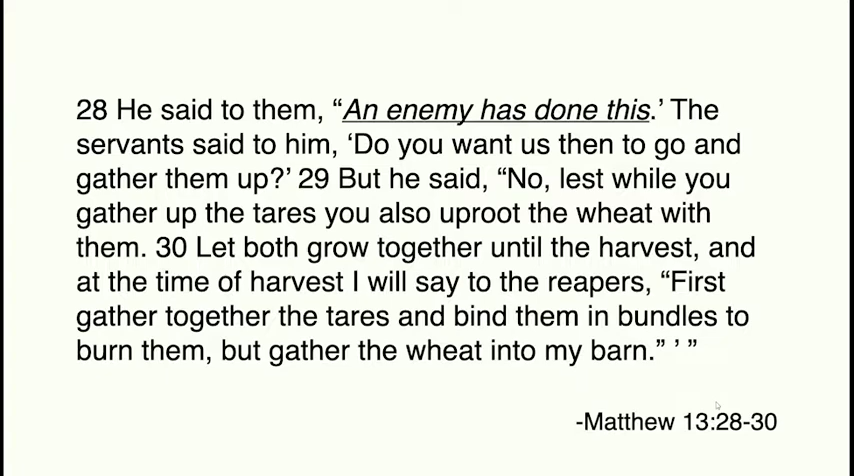 28 He said to them, “An enemy has done this.’ The
servants said to him, ‘Do you want us then to go and
gather them up?’ 29 But he said, “No, lest while you
gather up the tares you also uproot the wheat with
them. 30 Let both grow together until the harvest, and
at the time of harvest I will say to the reapers, “First
gather together the tares and bind them in bundles to
burn them, but gather the wheat into my barn.” ’ ”
-Matthew 13:28-30